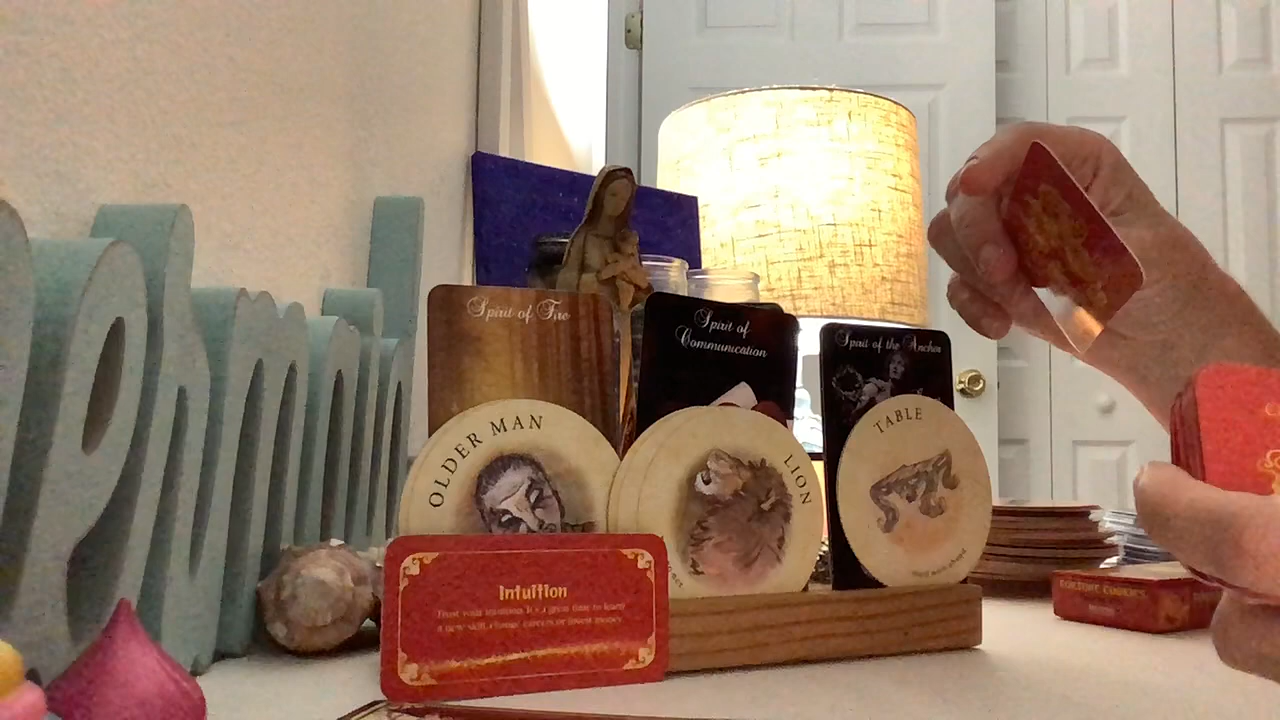 Spirit of Fire
Spirit of
Communication
Spirit of the Anchor
OLDER MAN
LION
TABLE
Intuition
Trust your intuition. It's a great time to learn
a new skill, change careers or invest money.
FORTUNE COOKIES